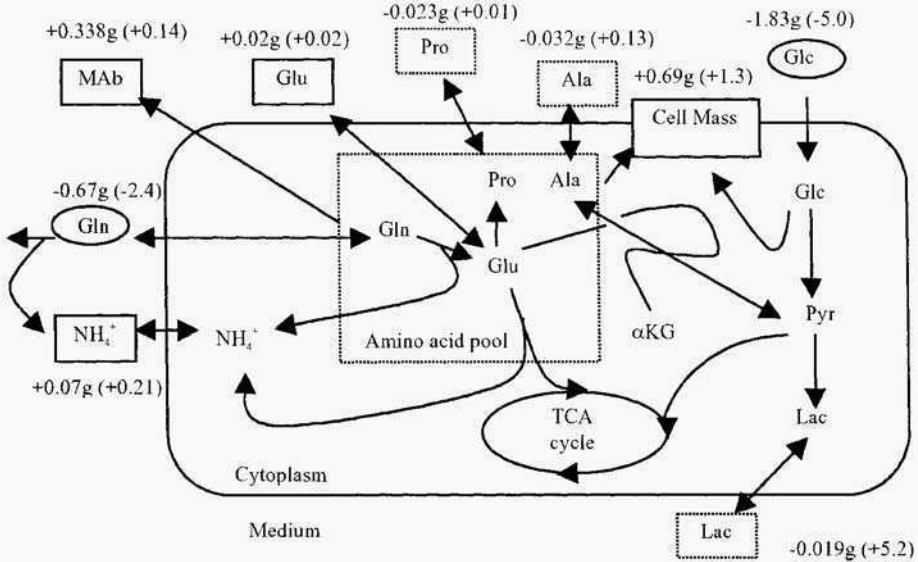 -0.023g (+0.01)
-1.83g (-5.0)
+0.338g (+0.14)
+0.02g (+0.02)
Pro
-0.032g (+0.13)
Glc
MAb
Glu
Ala
+0.69g (+1.3)
Cell Mass
Pro
Ala
Glc
-0.67g (-2.4)
Gln
Gln
Glu
NH₄⁺
NH₄⁺
Amino acid pool
αKG
Pyr
+0.07g (+0.21)
TCA
cycle
Lac
Cytoplasm
Medium
Lac
-0.019g (+5.2)